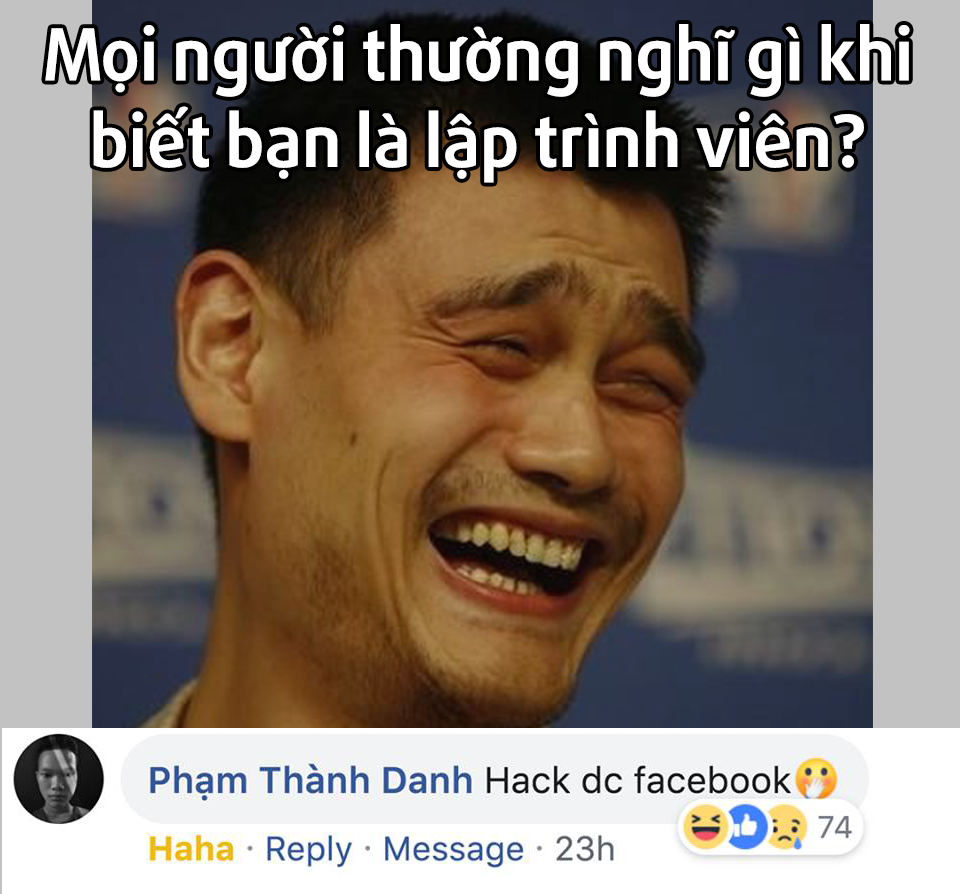 Mọi người thường nghĩ gì khi
biết bạn là lập trình viên?
Phạm Thành Danh Hack dc facebook🤭
Haha · Reply · Message · 23h
74